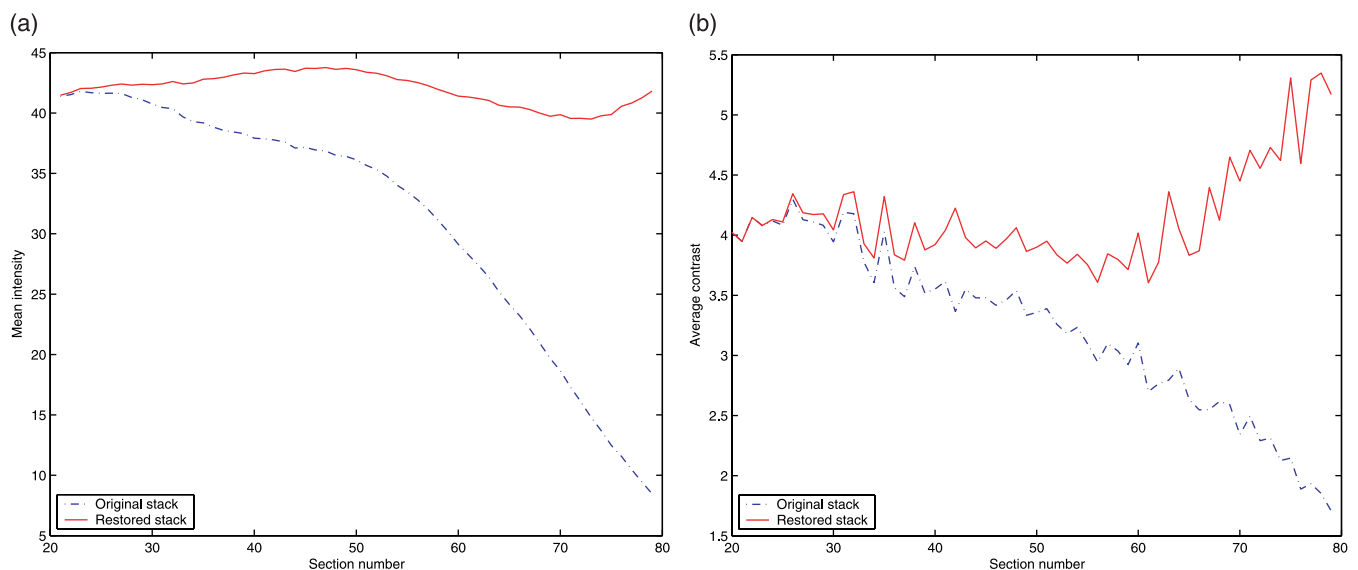 (a)
45
40
35
30
25
20
15
10
5
Mean intensity
Original stack
Restored stack
20 30 40 50 60 70 80
Section number
(b)
5.5
5
4.5
4
3.5
3
2.5
2
1.5
Average contrast
Original stack
Restored stack
20 30 40 50 60 70 80
Section number